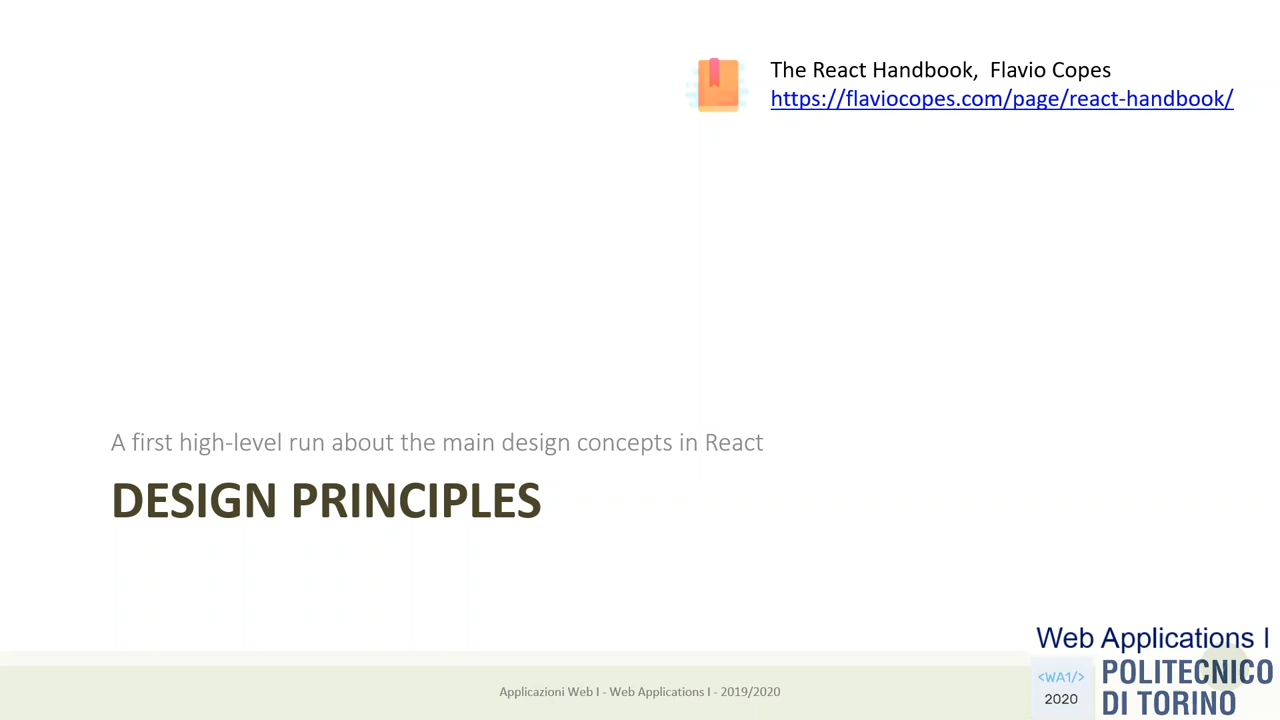 The React Handbook, Flavio Copes
https://flaviocopes.com/page/react-handbook/
A first high-level run about the main design concepts in React
DESIGN PRINCIPLES
Applicazioni Web I - Web Applications I - 2019/2020
Web Applications I
<WA1/>
2020
POLITECNICO
DI TORINO